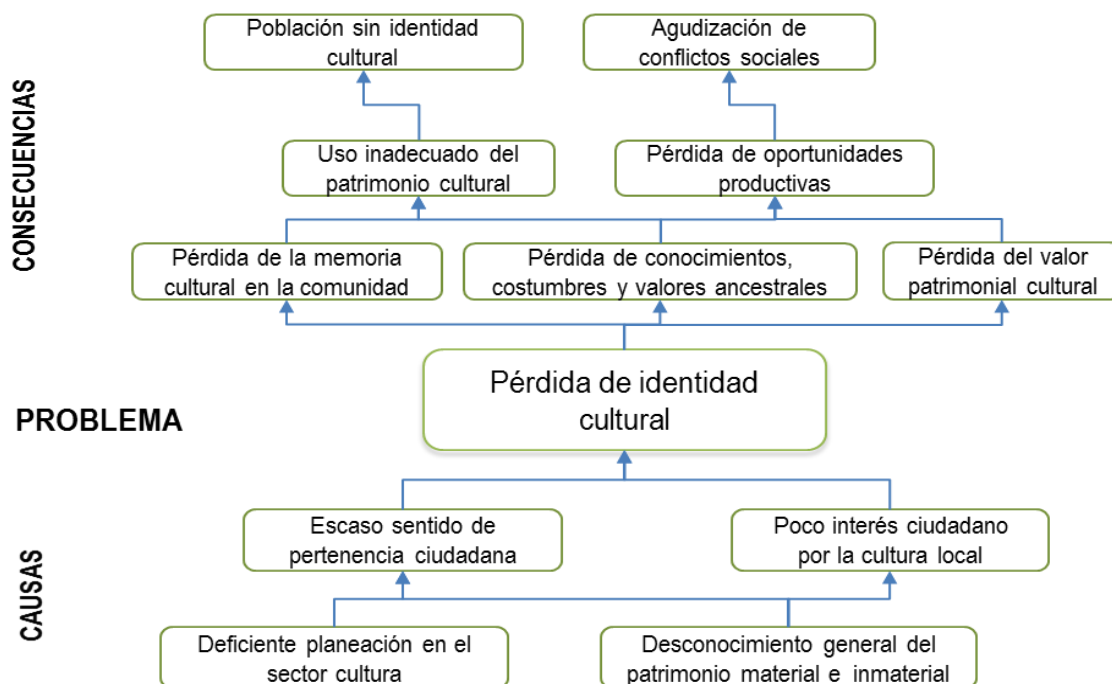 Población sin identidad
cultural
Agudización de
conflictos sociales
CONSECUENCIAS
Uso inadecuado del
patrimonio cultural
Pérdida de oportunidades
productivas
Pérdida de la memoria
cultural en la comunidad
Pérdida de conocimientos,
costumbres y valores ancestrales
Pérdida del valor
patrimonial cultural
PROBLEMA
Pérdida de identidad
cultural
CAUSAS
Escaso sentido de
pertenencia ciudadana
Poco interés ciudadano
por la cultura local
Deficiente planeación en el
sector cultura
Desconocimiento general del
patrimonio material e inmaterial